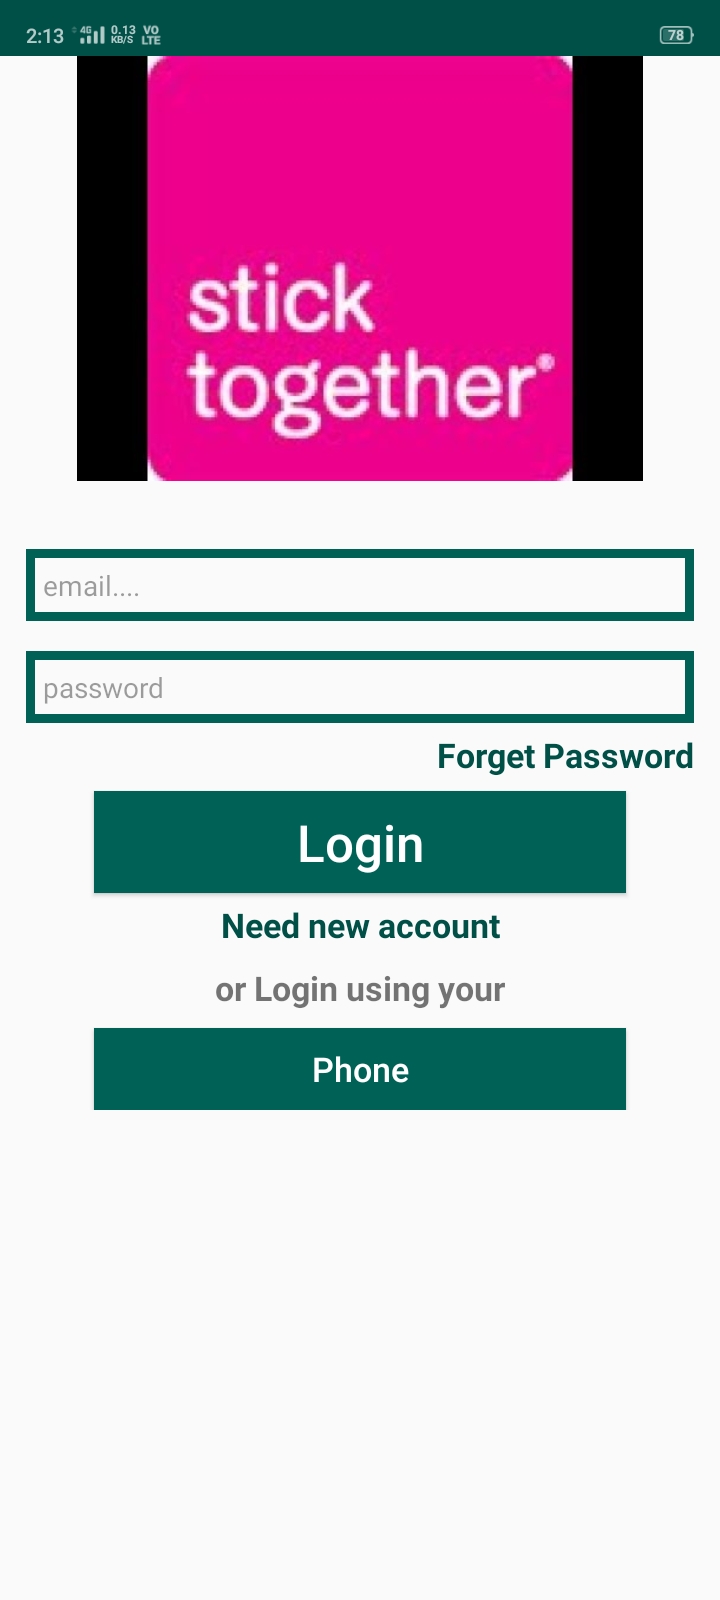 2:13 4G 0.13 KB/S VO LTE 78
stick
together®
email....
password
Forget Password
Login
Need new account
or Login using your
Phone